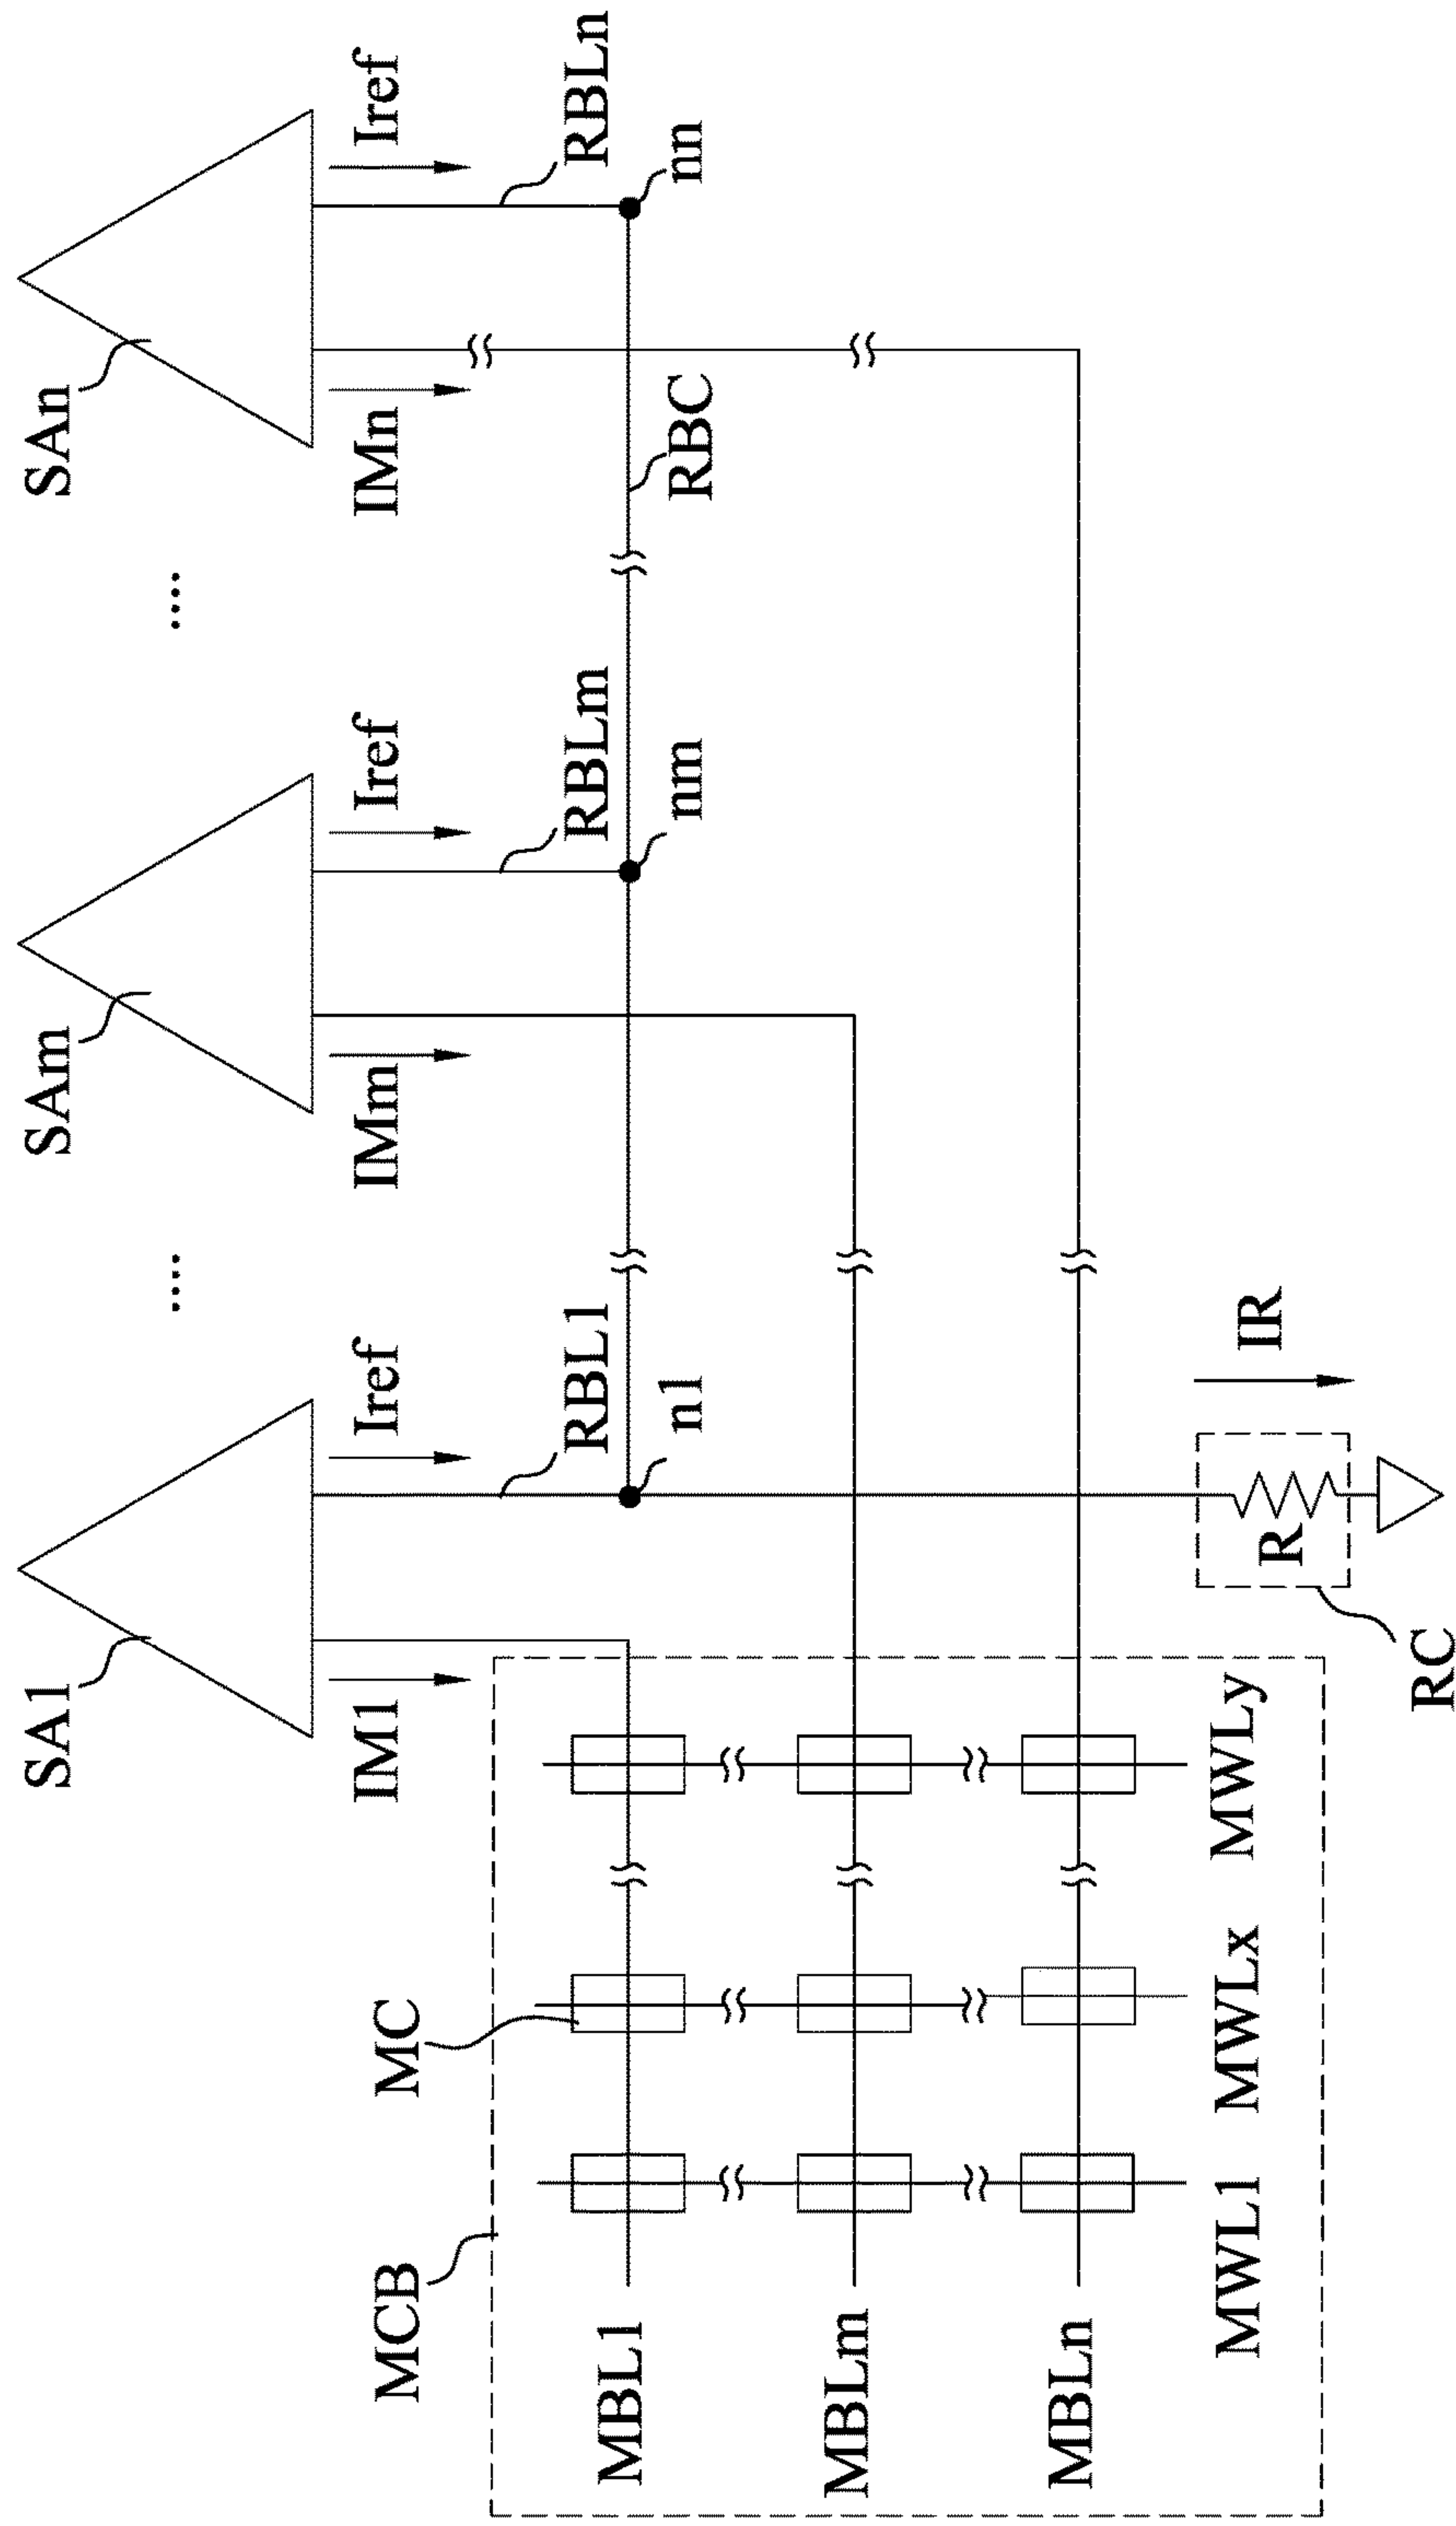 SA1
....
SAm
....
SAn
IM1
Iref
IMm
Iref
IMn
Iref
MCB
MC
RBL1
RBLm
RBLn
n1
nm
RBC
nn
MBL1
MBLm
MBLn
MWL1
MWLx
MWLy
R
IR
RC